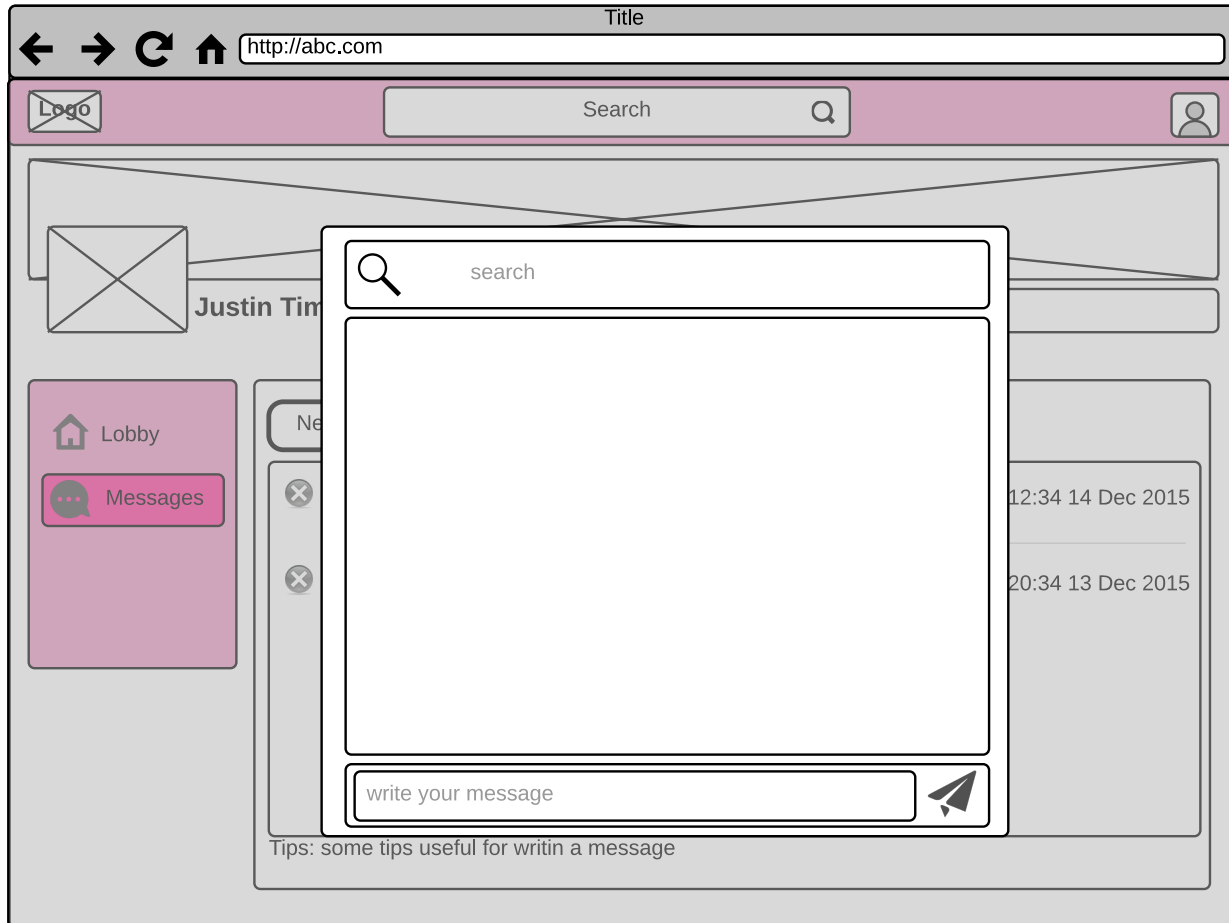 Title
http://abc.com
Logo
Search
search
Justin Tim
Lobby
Ne
Messages
12:34 14 Dec 2015
20:34 13 Dec 2015
write your message
Tips: some tips useful for writin a message